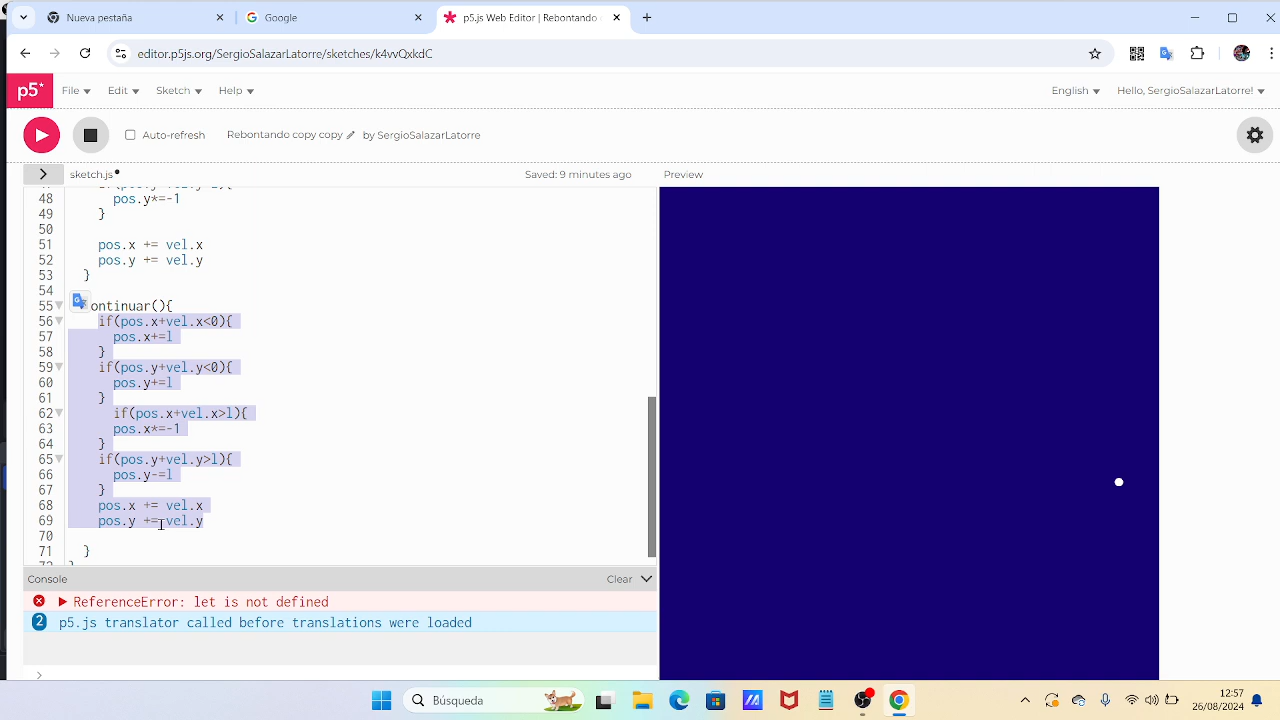 Nueva pestaña
Google
p5.js Web Editor | Rebontando
editor.p5js.org/SergioSalazarLatorre/sketches/k4vvQxkdC
p5* File Edit Sketch Help English Hello, SergioSalazarLatorre!
Auto-refresh Rebontando copy copy by SergioSalazarLatorre
sketch.js Saved: 9 minutes ago Preview
48 pos.y*=-1
49 }
50
51 pos.x += vel.x
52 pos.y += vel.y
53 }
54
55 ontinuar(){
56 if(pos.x+vel.x<0){
57 pos.x+=l
58 }
59 if(pos.y+vel.y<0){
60 pos.y+=l
61 }
62 if(pos.x+vel.x>l){
63 pos.x*=-1
64 }
65 if(pos.y+vel.y>l){
66 pos.y-=l
67 }
68 pos.x += vel.x
69 pos.y += vel.y
70
71 }
Console Clear
ReferenceError: let is not defined
2 p5.js translator called before translations were loaded
>
Búsqueda
12:57
26/08/2024